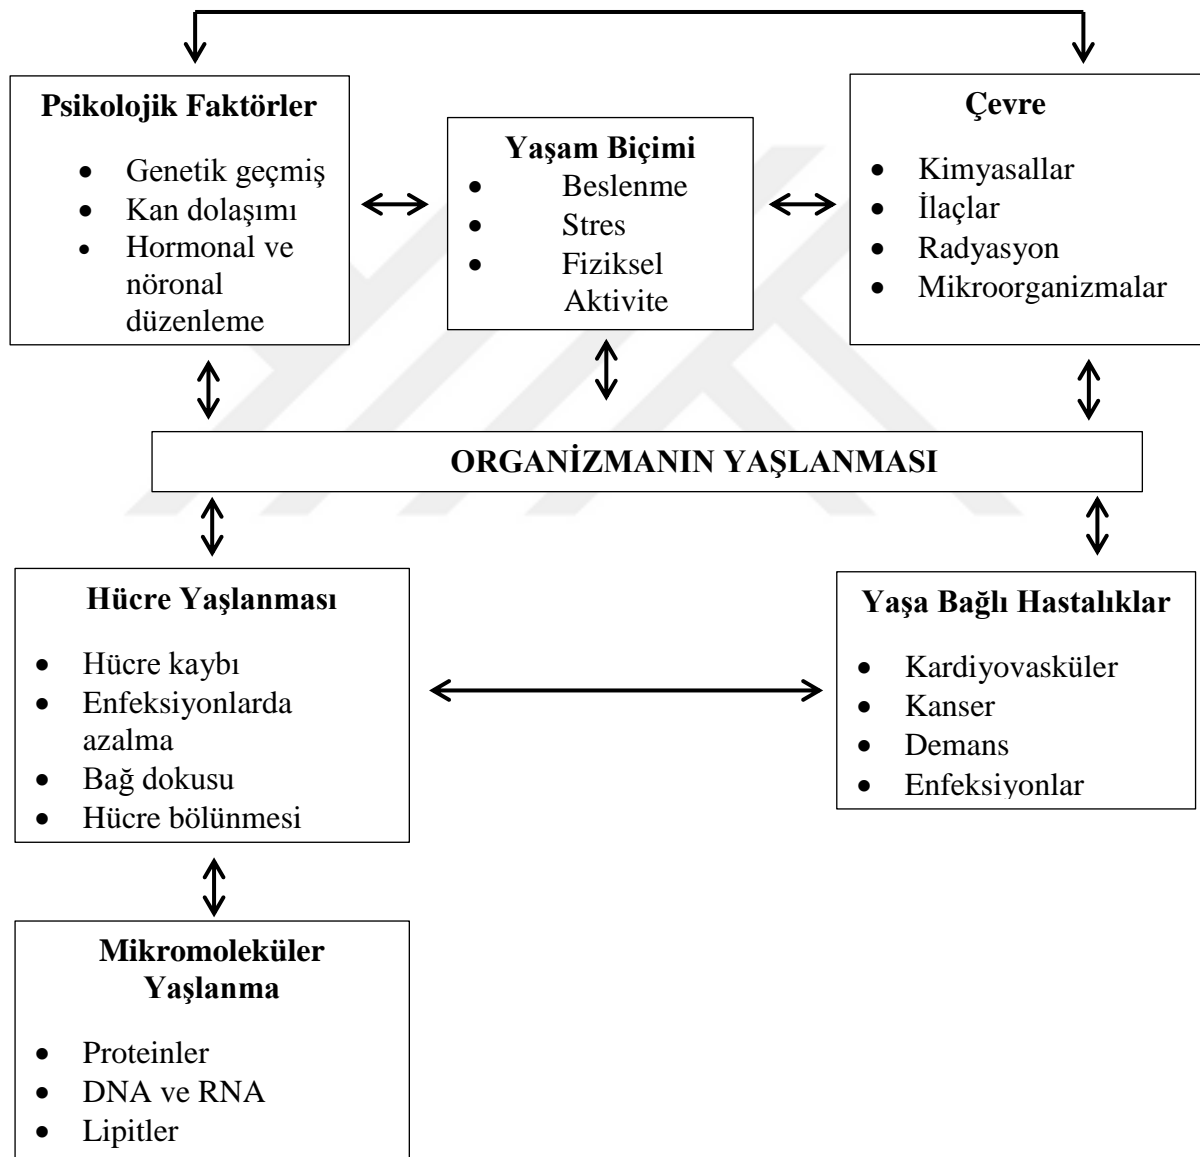 Psikolojik Faktörler
• Genetik geçmiş
• Kan dolaşımı
• Hormonal ve
nöronal
düzenleme
Yaşam Biçimi
• Beslenme
• Stres
• Fiziksel
Aktivite
Çevre
• Kimyasallar
• İlaçlar
• Radyasyon
• Mikroorganizmalar
ORGANİZMANIN YAŞLANMASI
Hücre Yaşlanması
• Hücre kaybı
• Enfeksiyonlarda
azalma
• Bağ dokusu
• Hücre bölünmesi
Yaşa Bağlı Hastalıklar
• Kardiyovasküler
• Kanser
• Demans
• Enfeksiyonlar
Mikromoleküler
Yaşlanma
• Proteinler
• DNA ve RNA
• Lipitler